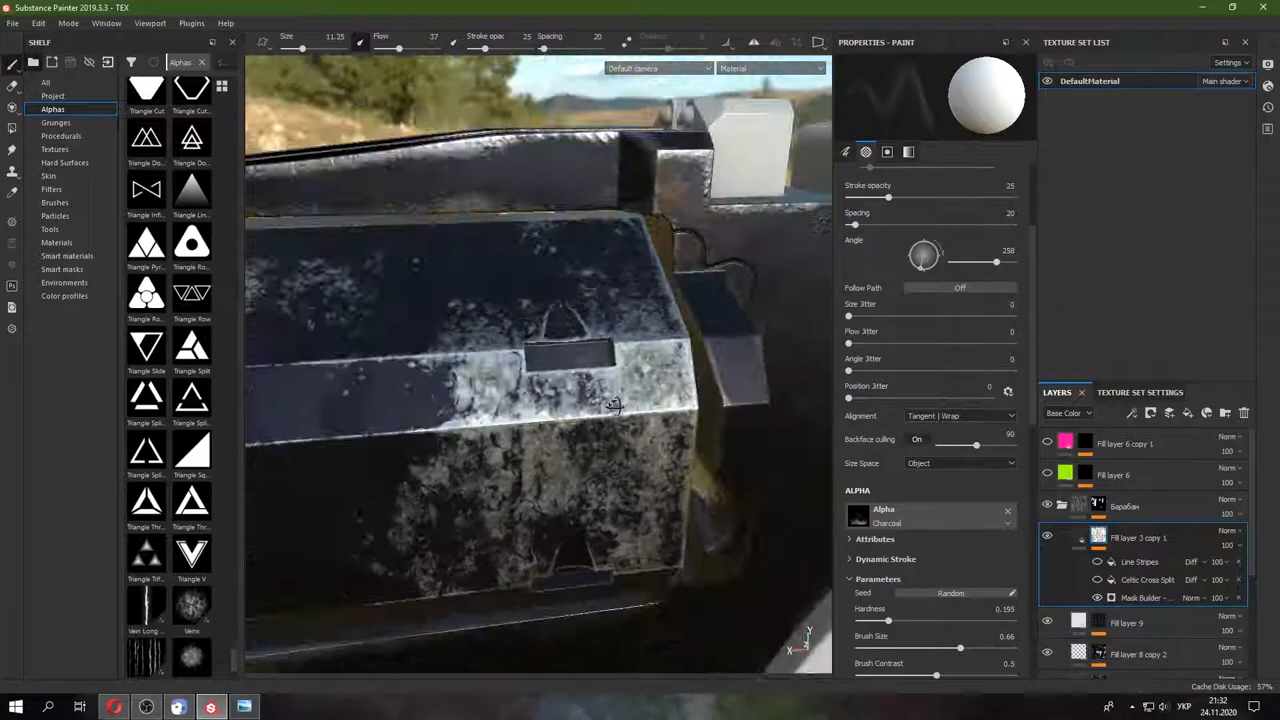 Substance Painter 2019.3.3 - TEX
File Edit Mode Window Viewport Plugins Help
SHELF
Size 11.25 Flow 37 Stroke opac 25 Spacing 20 Distance 8
PROPERTIES - PAINT
TEXTURE SET LIST
Alphas
Settings
Default camera
Material
DefaultMaterial
Main shader
All
Project
Alphas
Grunges
Procedurals
Textures
Hard Surfaces
Skin
Filters
Brushes
Particles
Tools
Materials
Smart materials
Smart masks
Environments
Color profiles
Triangle Cut
Triangle Cut...
Triangle Do...
Triangle Do...
Triangle Infi...
Triangle Lin...
Triangle Pyr...
Triangle Ro...
Triangle Ro...
Triangle Row
Triangle Slide
Triangle Split
Triangle Spli...
Triangle Spli...
Triangle Spli...
Triangle Sq...
Triangle Thr...
Triangle Thr...
Triangle Trif...
Triangle V
Vein Long ...
Veins
Stroke opacity 25
Spacing 20
Angle
258
Follow Path Off
Size Jitter 0
Flow Jitter 0
Angle Jitter 0
Position Jitter 0
Alignment Tangent | Wrap
Backface culling On 90
Size Space Object
ALPHA
Alpha
Charcoal
Attributes
Dynamic Stroke
Parameters
Seed Random
Hardness 0.195
Brush Size 0.66
Brush Contrast 0.5
LAYERS
TEXTURE SET SETTINGS
Base Color
Fill layer 6 copy 1 Norm 100
Fill layer 6 Norm 100
Барабан Norm 100
Fill layer 3 copy 1 Norm 100
Line Stripes Diff 100
Celtic Cross Split Diff 100
Mask Builder - ... Norm 100
Fill layer 9 Norm 100
Fill layer 8 copy 2 Norm 100
Cache Disk Usage: 57%
Y
X
Z
УКР
21:32
24.11.2020